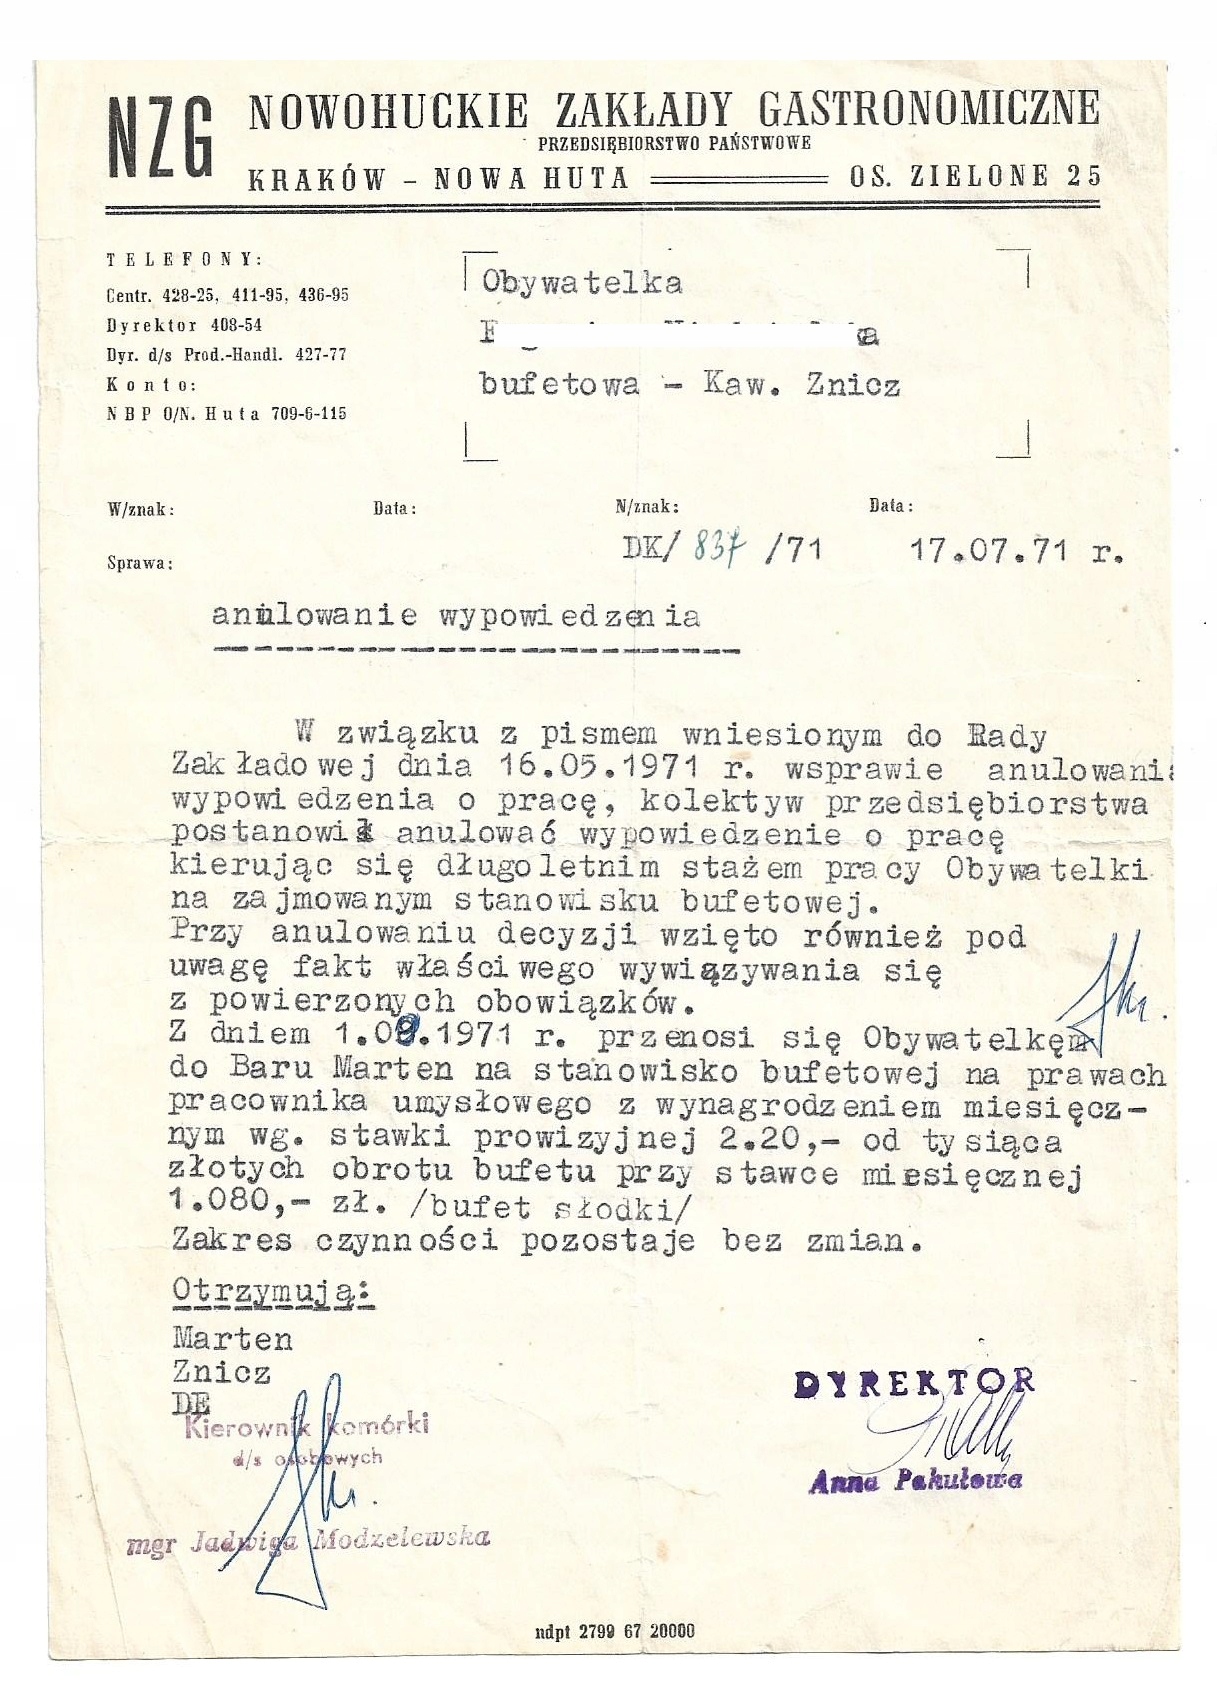 NZG NOWOHUCKIE ZAKŁADY GASTRONOMICZNE
PRZEDSIĘBIORSTWO PAŃSTWOWE
KRAKÓW - NOWA HUTA OS. ZIELONE 25
TELEFONY:
Centr. 428-25, 411-95, 436-95
Dyrektor 408-54
Dyr. d/s Prod.-Handl. 427-77
Konto:
NBP O/N. Huta 709-6-115
Obywatelka
bufetowa - Kaw. Znicz
W/znak: Data: N/znak: Data:
DK/ 837 /71 17.07.71 r.
Sprawa:
anulowanie wypowiedzenia
W związku z pismem wniesionym do Rady
Zakładowej dnia 16.05.1971 r. wsprawie anulowania
wypowiedzenia o pracę, kolektyw przedsiębiorstwa
postanowił anulować wypowiedzenie o pracę
kierując się długoletnim stażem pracy Obywatelki
na zajmowanym stanowisku bufetowej.
Przy anulowaniu decyzji wzięto również pod
uwagę fakt właściwego wywiązywania się
z powierzonych obowiązków.
Z dniem 1.09.1971 r. przenosi się Obywatelkę
do Baru Marten na stanowisko bufetowej na prawach
pracownika umysłowego z wynagrodzeniem miesięcz-
nym wg. stawki prowizyjnej 2.20,- od tysiąca
złotych obrotu bufetu przy stawce miesięcznej
1.080,- zł. /bufet słodki/
Zakres czynności pozostaje bez zmian.
Otrzymują:
Marten
Znicz
DE
Kierownik komórki
d/s osobowych
mgr Jadwiga Modzelewska
DYREKTOR
Anna Pakułowa
ndpt 2799 67 20000